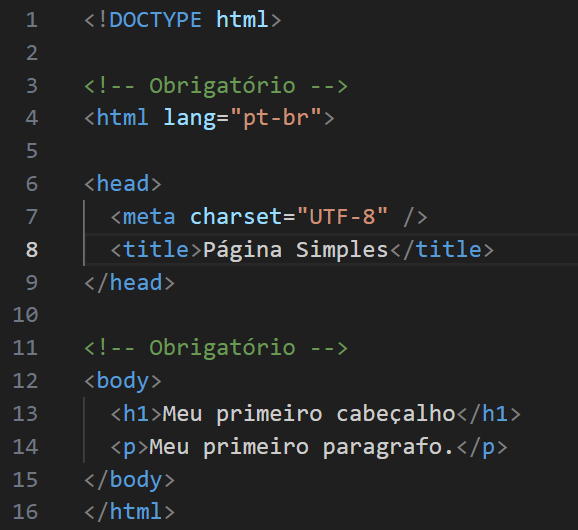 1 <!DOCTYPE html>
2
3 <!-- Obrigatório -->
4 <html lang="pt-br">
5
6 <head>
7 <meta charset="UTF-8" />
8 <title>Página Simples</title>
9 </head>
10
11 <!-- Obrigatório -->
12 <body>
13 <h1>Meu primeiro cabeçalho</h1>
14 <p>Meu primeiro paragrafo.</p>
15 </body>
16 </html>